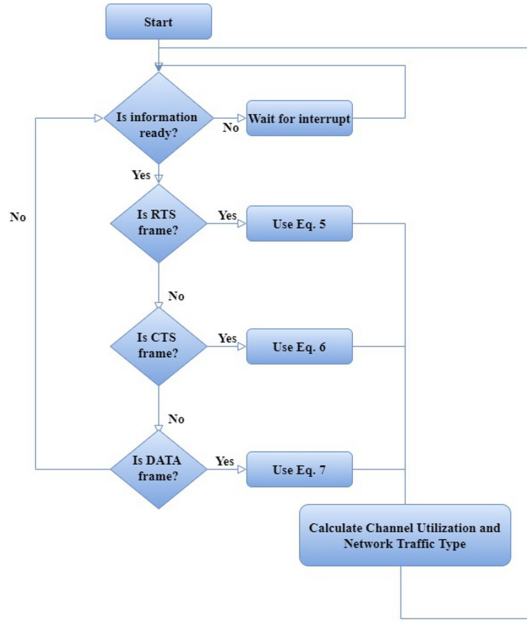 Start
Is information
ready?
No
Wait for interrupt
Yes
No
Is RTS
frame?
Yes
Use Eq. 5
No
Is CTS
frame?
Yes
Use Eq. 6
No
Is DATA
frame?
Yes
Use Eq. 7
Calculate Channel Utilization and
Network Traffic Type